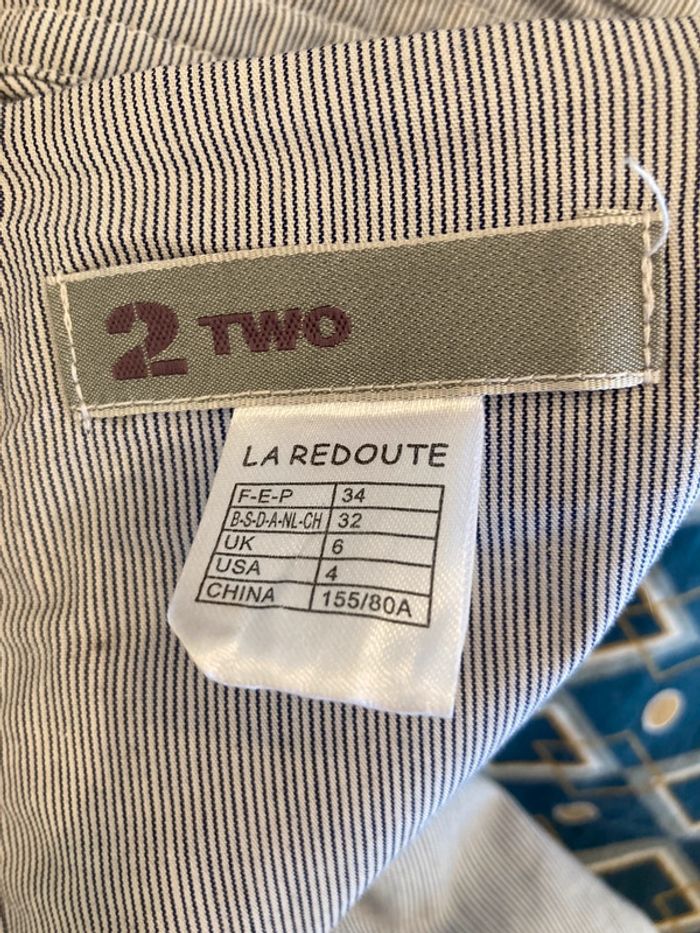 2 TWO
LA REDOUTE
F-E-P 34
B-S-D-A-NL-CH 32
UK 6
USA 4
CHINA 155/80A